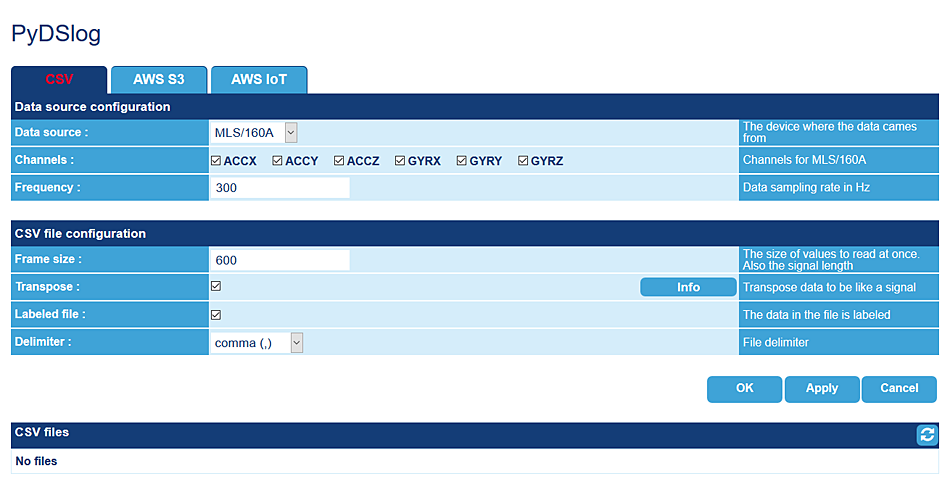 PyDSlog
CSV AWS S3 AWS IoT
Data source configuration
Data source : MLS/160A The device where the data cames
from
Channels : ACCX ACCY ACCZ GYRX GYRY GYRZ Channels for MLS/160A
Frequency : 300 Data sampling rate in Hz
CSV file configuration
Frame size : 600 The size of values to read at once.
Also the signal length
Transpose : Info Transpose data to be like a signal
Labeled file : The data in the file is labeled
Delimiter : comma (,) File delimiter
OK Apply Cancel
CSV files
No files